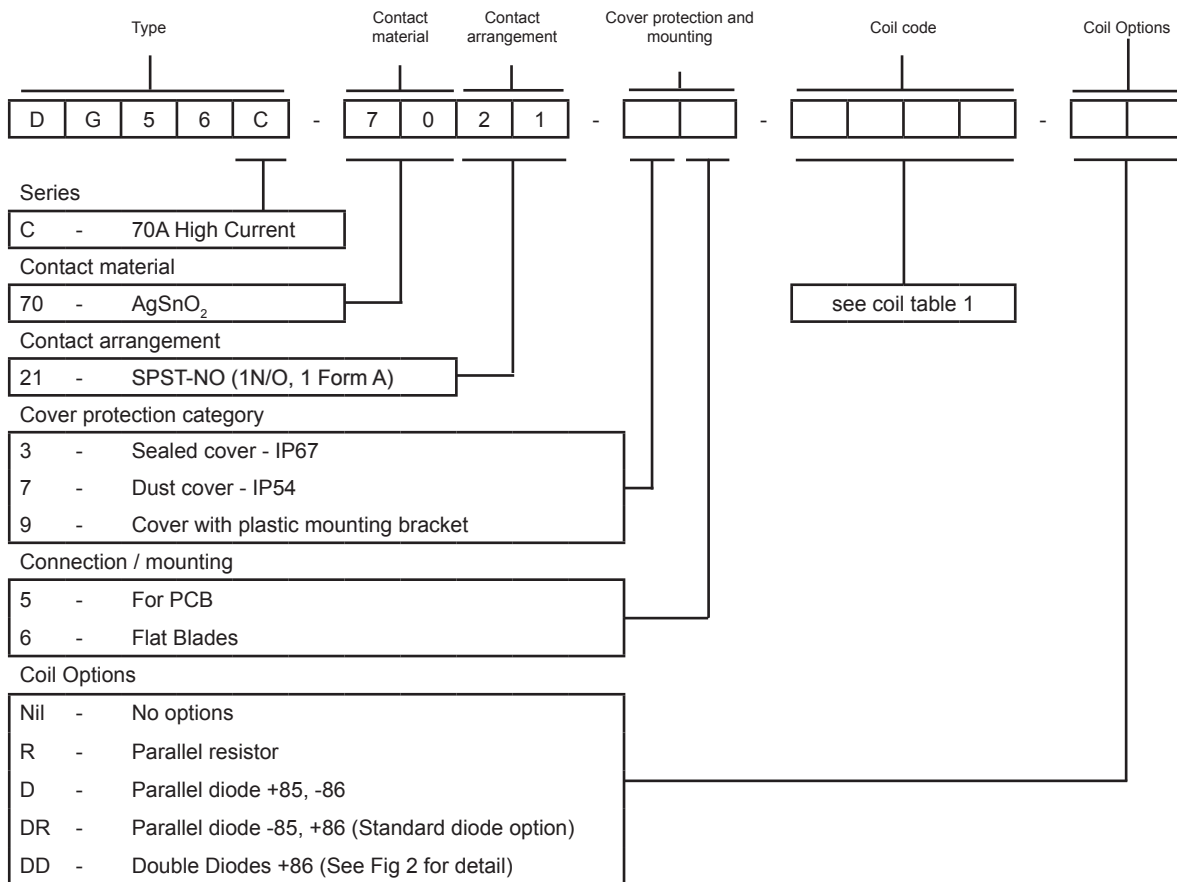 Type Contact material Contact arrangement Cover protection and mounting Coil code Coil Options
D G 5 6 C - 7 0 2 1 - - -
Series
C - 70A High Current
Contact material
70 - AgSnO₂
see coil table 1
Contact arrangement
21 - SPST-NO (1N/O, 1 Form A)
Cover protection category
3 - Sealed cover - IP67
7 - Dust cover - IP54
9 - Cover with plastic mounting bracket
Connection / mounting
5 - For PCB
6 - Flat Blades
Coil Options
Nil - No options
R - Parallel resistor
D - Parallel diode +85, -86
DR - Parallel diode -85, +86 (Standard diode option)
DD - Double Diodes +86 (See Fig 2 for detail)